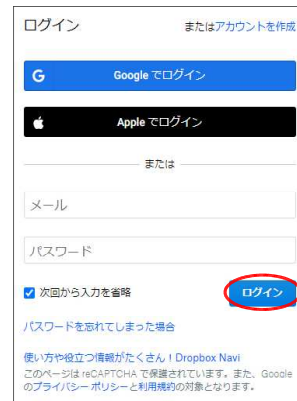 ログイン
またはアカウントを作成
Google でログイン
Apple でログイン
または
メール
パスワード
次回から入力を省略
ログイン
パスワードを忘れてしまった場合
使い方や役立つ情報がたくさん！Dropbox Navi
このページは reCAPTCHA で保護されています。また、Google
のプライバシー ポリシーと利用規約の対象となります。